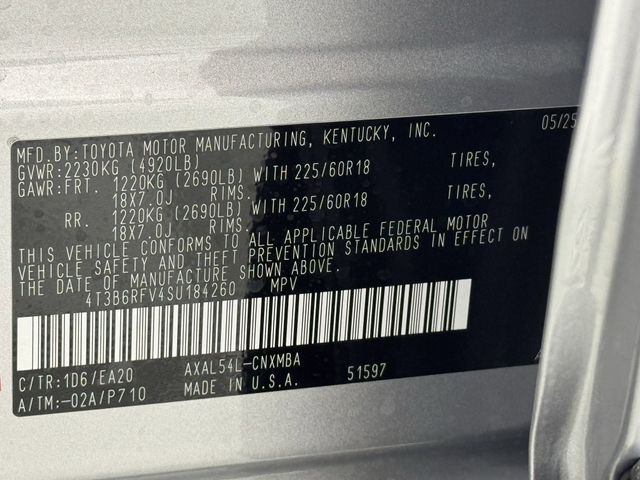 MFD.BY:TOYOTA MOTOR MANUFACTURING, KENTUCKY, INC. 05/25
GVWR:2230KG (4920LB)
GAWR:FRT. 1220KG (2690LB) WITH 225/60R18 TIRES,
18X7.0J RIMS.
RR. 1220KG (2690LB) WITH 225/60R18 TIRES,
18X7.0J RIMS.
THIS VEHICLE CONFORMS TO ALL APPLICABLE FEDERAL MOTOR
VEHICLE SAFETY AND THEFT PREVENTION STANDARDS IN EFFECT ON
THE DATE OF MANUFACTURE SHOWN ABOVE.
4T3B6RFV4SU184260 MPV
C/TR:1D6/EA20 AXAL54L-CNXMBA
A/TM:-02A/P710 MADE IN U.S.A. 51597